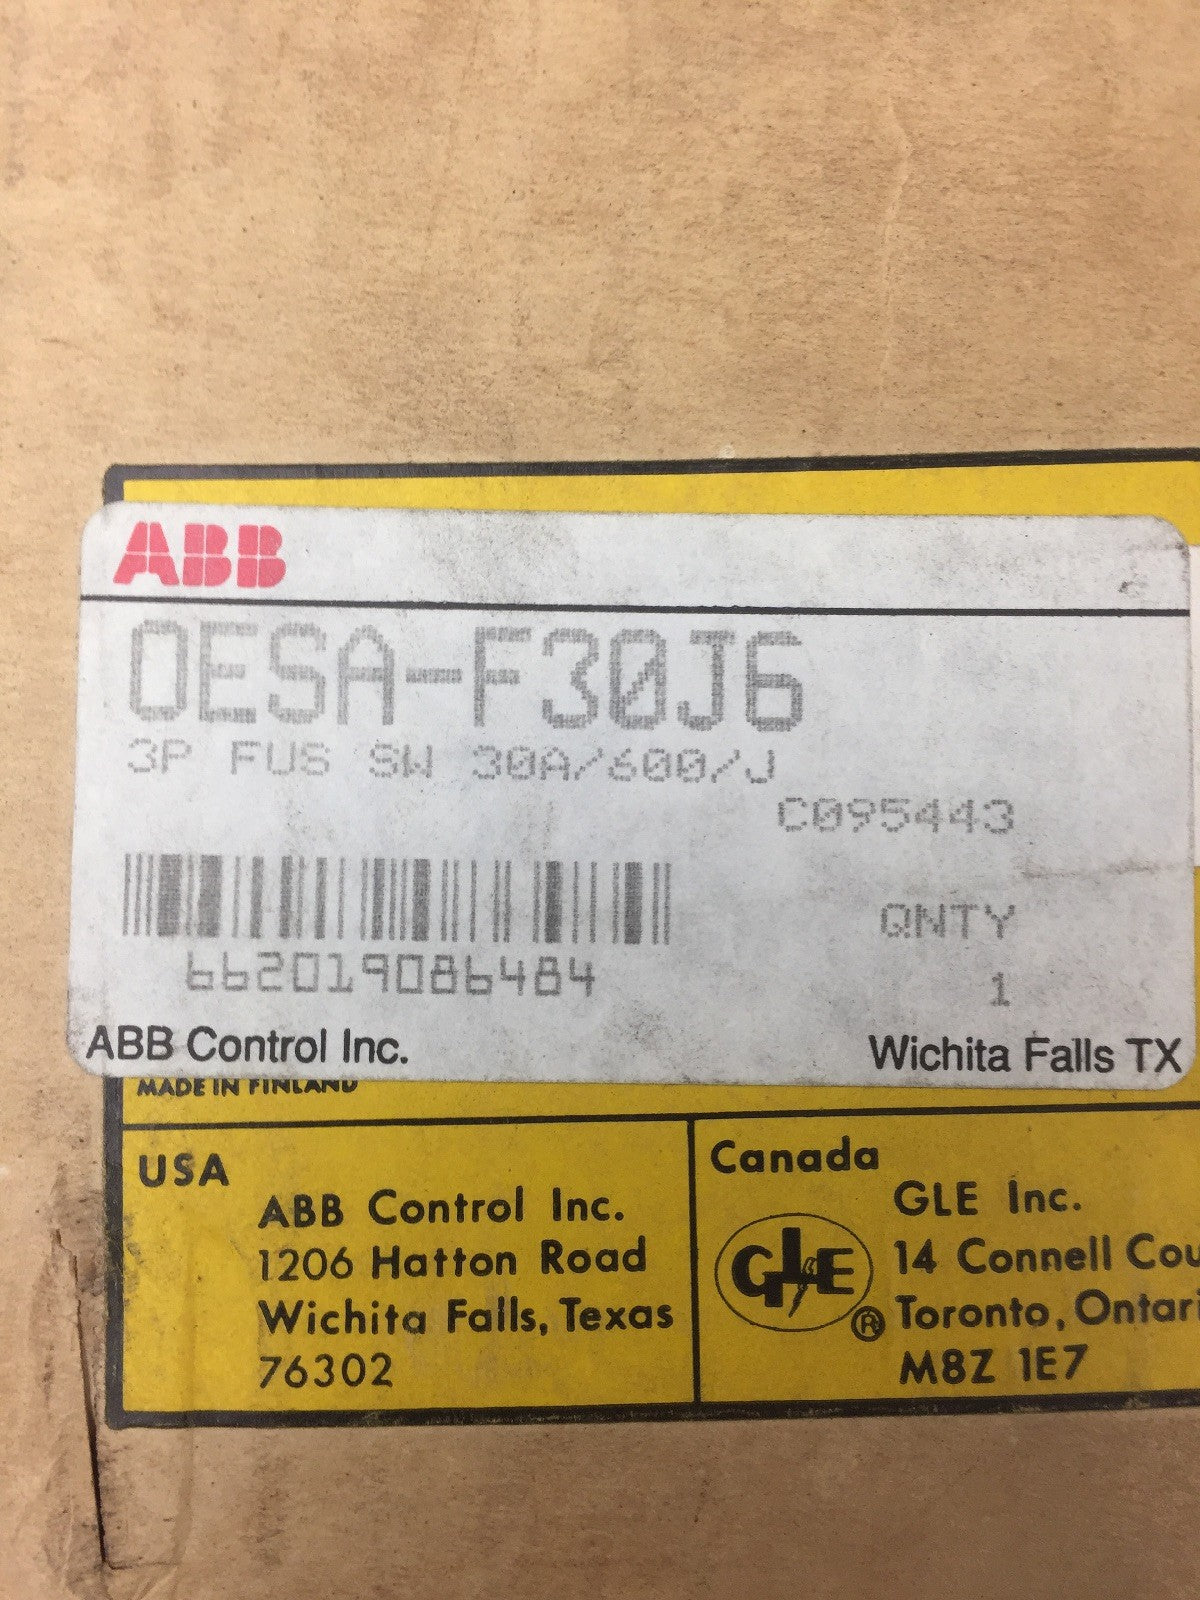 ABB
OESA-F30J6
3P FUS SW 30A/600/J
C095443
QNTY
662019086484
1
ABB Control Inc.
Wichita Falls TX
MADE IN FINLAND
USA
ABB Control Inc.
1206 Hatton Road
Wichita Falls, Texas
76302
Canada
GLE
®
GLE Inc.
14 Connell Cou
Toronto, Ontari
M8Z 1E7